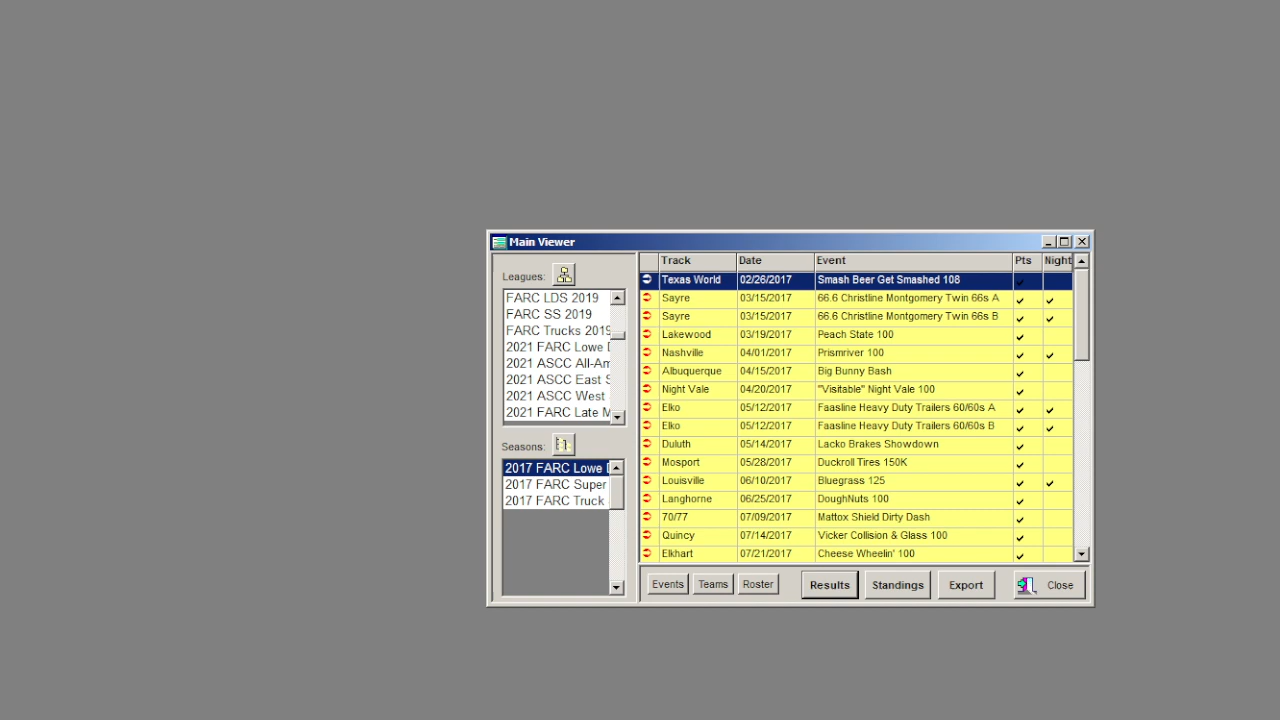 Main Viewer
Leagues:
FARC LDS 2019
FARC SS 2019
FARC Trucks 2019
2021 FARC Lowe
2021 ASCC All-Am
2021 ASCC East S
2021 ASCC West
2021 FARC Late M
Seasons:
2017 FARC Lowe
2017 FARC Super
2017 FARC Truck
Track Date Event Pts Night
Texas World 02/26/2017 Smash Beer Get Smashed 108
Sayre 03/15/2017 66.6 Christline Montgomery Twin 66s A
Sayre 03/15/2017 66.6 Christline Montgomery Twin 66s B
Lakewood 03/19/2017 Peach State 100
Nashville 04/01/2017 Prismriver 100
Albuquerque 04/15/2017 Big Bunny Bash
Night Vale 04/20/2017 "Visitable" Night Vale 100
Elko 05/12/2017 Faasline Heavy Duty Trailers 60/60s A
Elko 05/12/2017 Faasline Heavy Duty Trailers 60/60s B
Duluth 05/14/2017 Lacko Brakes Showdown
Mosport 05/28/2017 Duckroll Tires 150K
Louisville 06/10/2017 Bluegrass 125
Langhorne 06/25/2017 DoughNuts 100
70/77 07/09/2017 Mattox Shield Dirty Dash
Quincy 07/14/2017 Vicker Collision & Glass 100
Elkhart 07/21/2017 Cheese Wheelin' 100
Events Teams Roster Results Standings Export Close